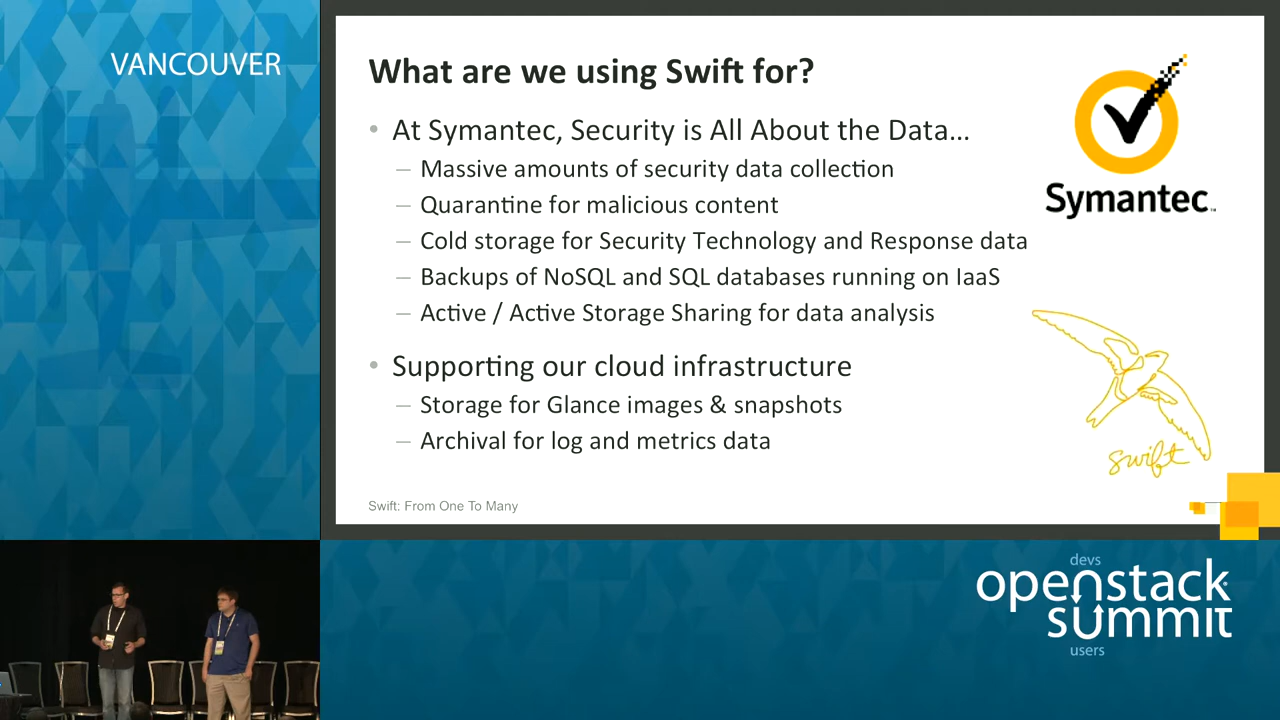 VANCOUVER
What are we using Swift for?
• At Symantec, Security is All About the Data...
– Massive amounts of security data collection
– Quarantine for malicious content
– Cold storage for Security Technology and Response data
– Backups of NoSQL and SQL databases running on IaaS
– Active / Active Storage Sharing for data analysis
• Supporting our cloud infrastructure
– Storage for Glance images & snapshots
– Archival for log and metrics data
Symantec™
swift
Swift: From One To Many
devs
openstack
summit
users